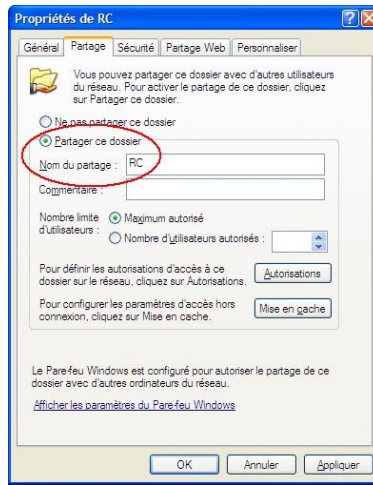 Propriétés de RC
Général Partage Sécurité Partage Web Personnaliser
Vous pouvez partager ce dossier avec d'autres utilisateurs
du réseau. Pour activer le partage de ce dossier, cliquez
sur Partager ce dossier.
Ne pas partager ce dossier
Partager ce dossier
Nom du partage : RC
Commentaire :
Nombre limite
d'utilisateurs :
Maximum autorisé
Nombre d'utilisateurs autorisés :
Pour définir les autorisations d'accès à ce
dossier sur le réseau, cliquez sur Autorisations.
Autorisations
Pour configurer les paramètres d'accès hors
connexion, cliquez sur Mise en cache.
Mise en cache
Le Pare-feu Windows est configuré pour autoriser le partage de ce
dossier avec d'autres ordinateurs du réseau.
Afficher les paramètres du Pare-feu Windows
OK Annuler Appliquer